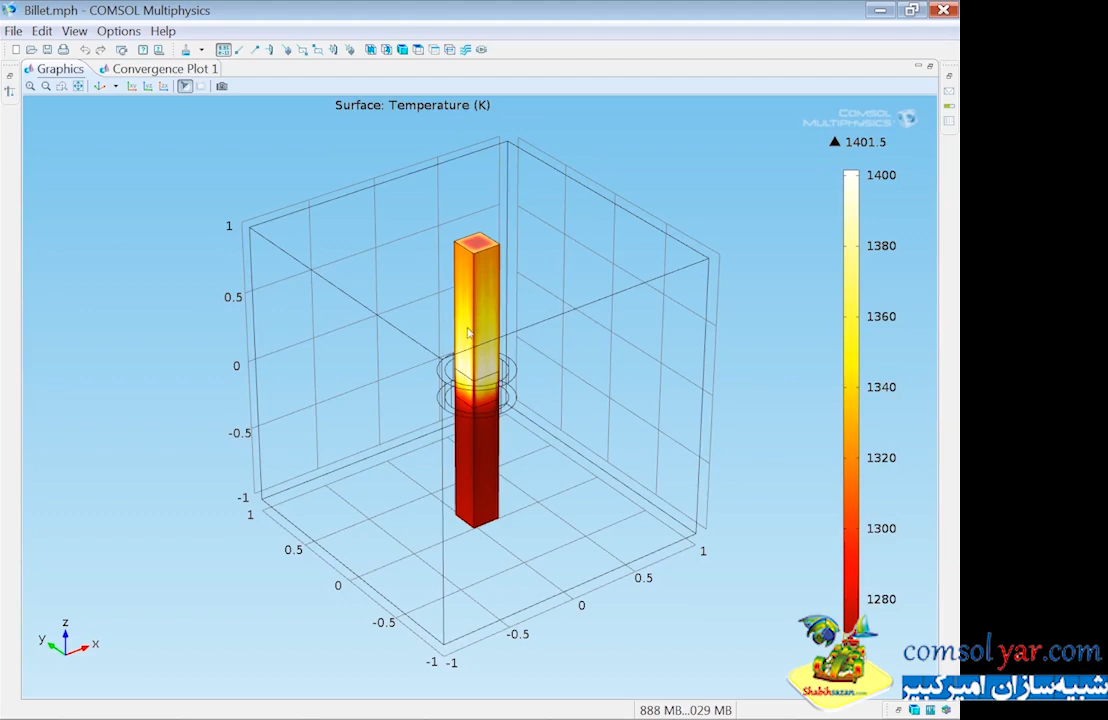 Billet.mph - COMSOL Multiphysics
File Edit View Options Help
Graphics Convergence Plot 1
Surface: Temperature (K)
COMSOL
MULTIPHYSICS
▲ 1401.5
1400
1380
1360
1340
1320
1300
1280
1
0.5
0
-0.5
-1
1
0.5
0
-0.5
-1
-1
-0.5
0
0.5
1
z
y
x
comsolyar.com
شبیه‌سازان امیرکبیر
Shabihsazan.com
888 MB...029 MB